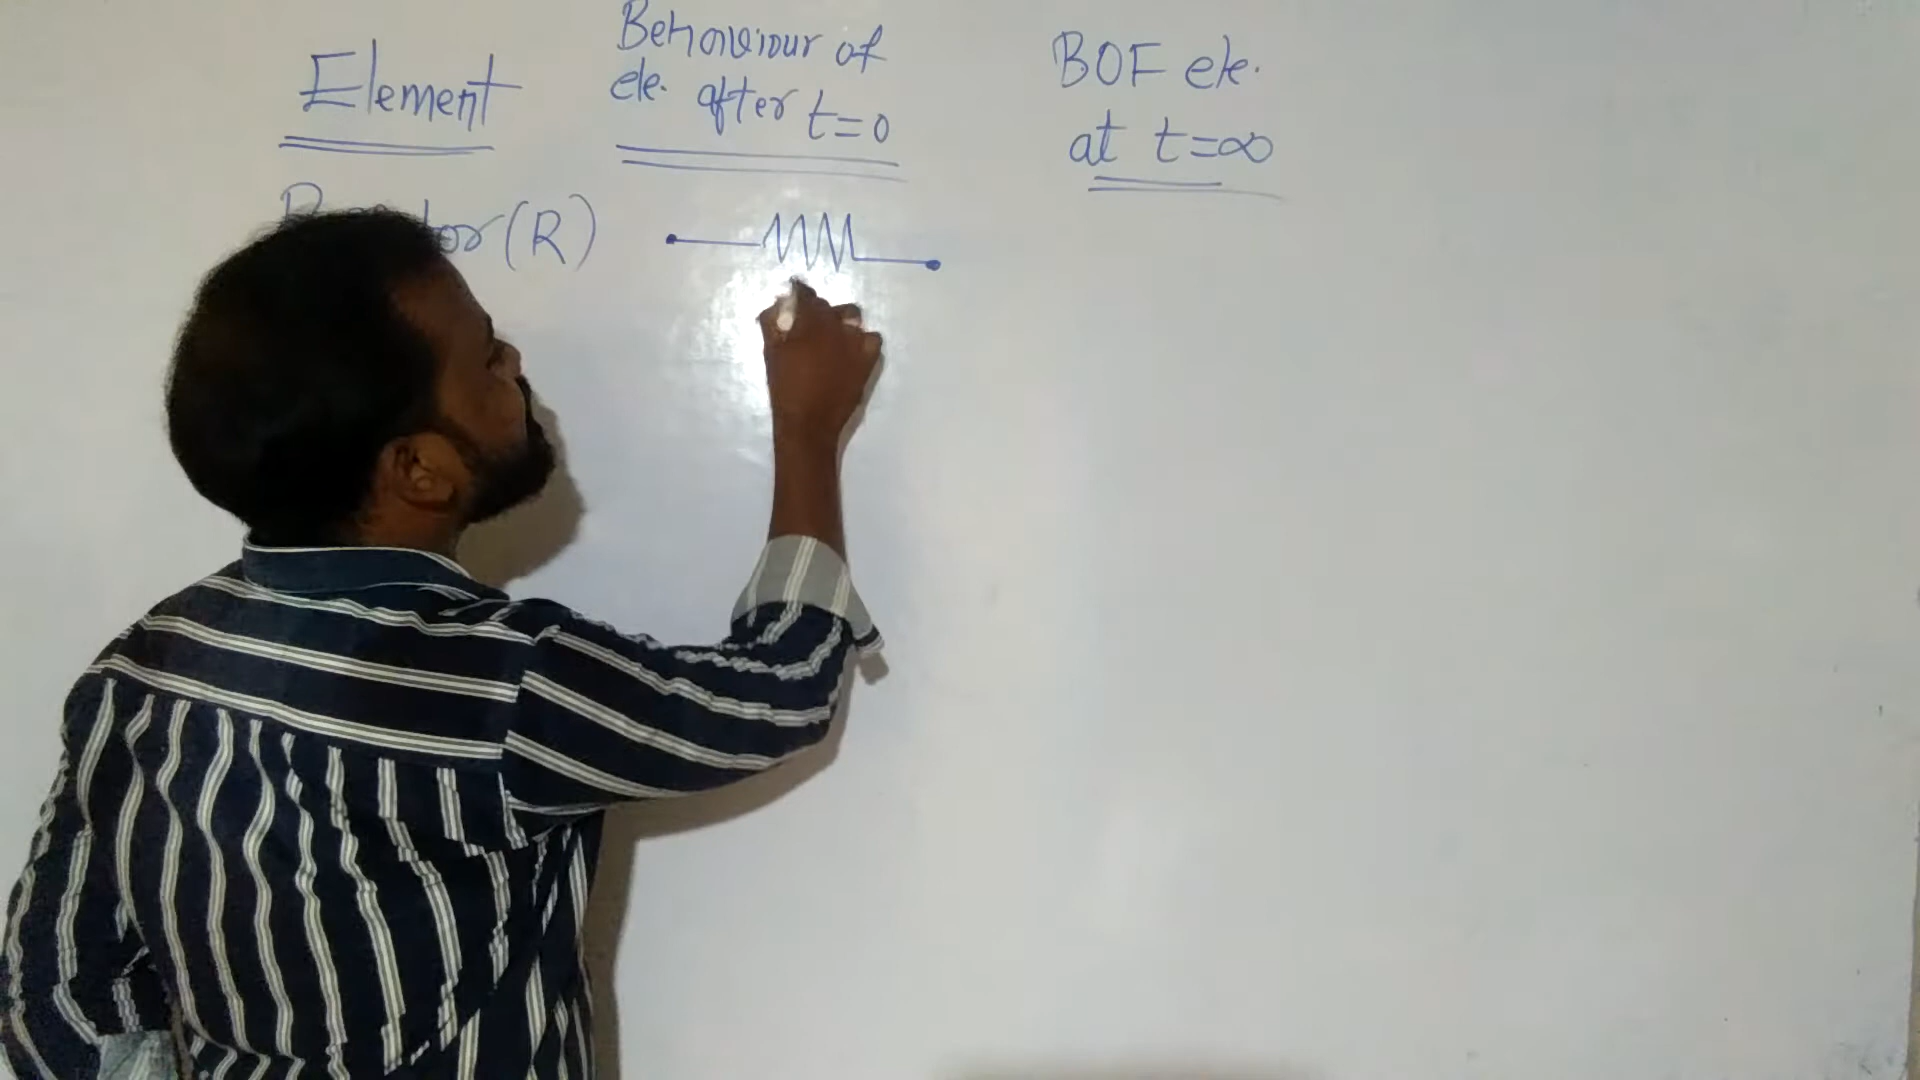 Element
Behaviour of
ele. after t=0
BOF ele.
at t=∞
(R)